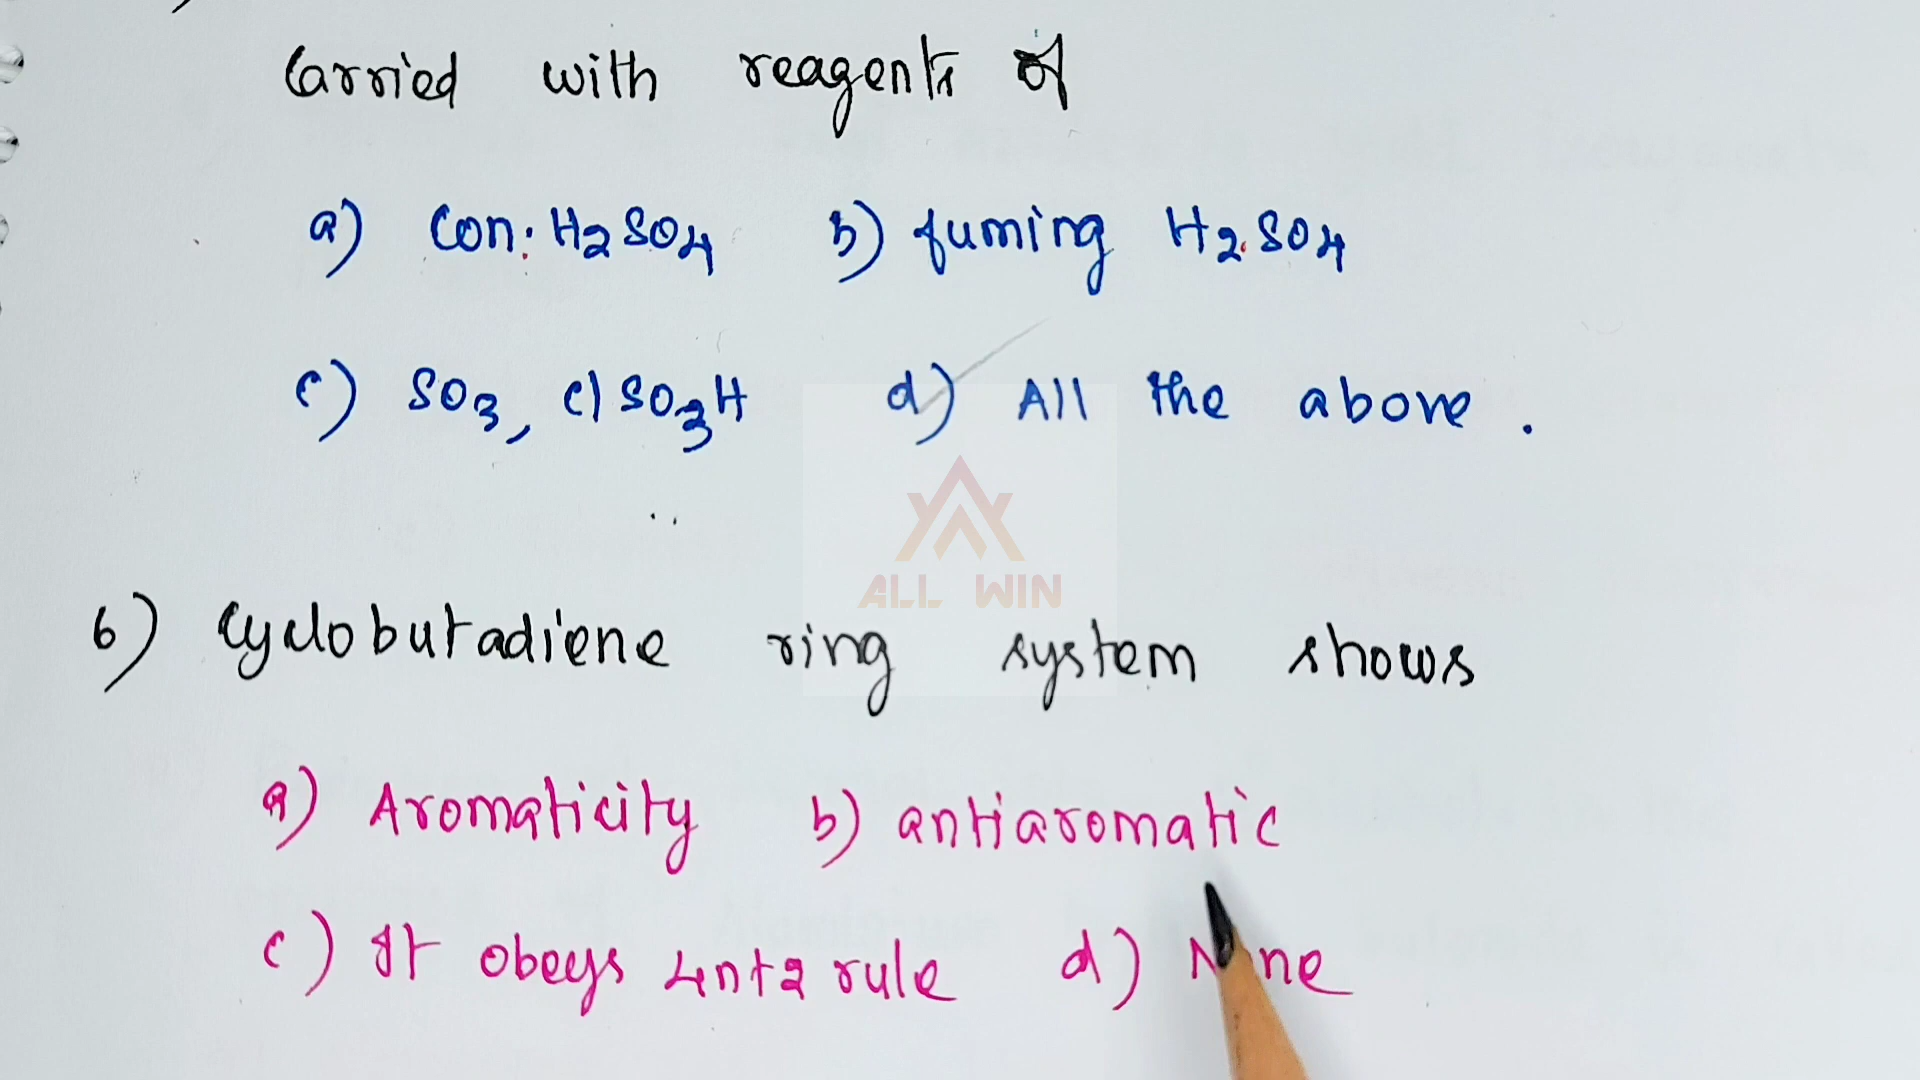 Carried with reagents of
a) Con: H2SO4 b) fuming H2SO4
c) SO3, ClSO3H d) All the above.
ALL WIN
6) Cyclobutadiene ring system shows
a) Aromaticity b) antiaromatic
c) It obeys 4n+2 rule d) None